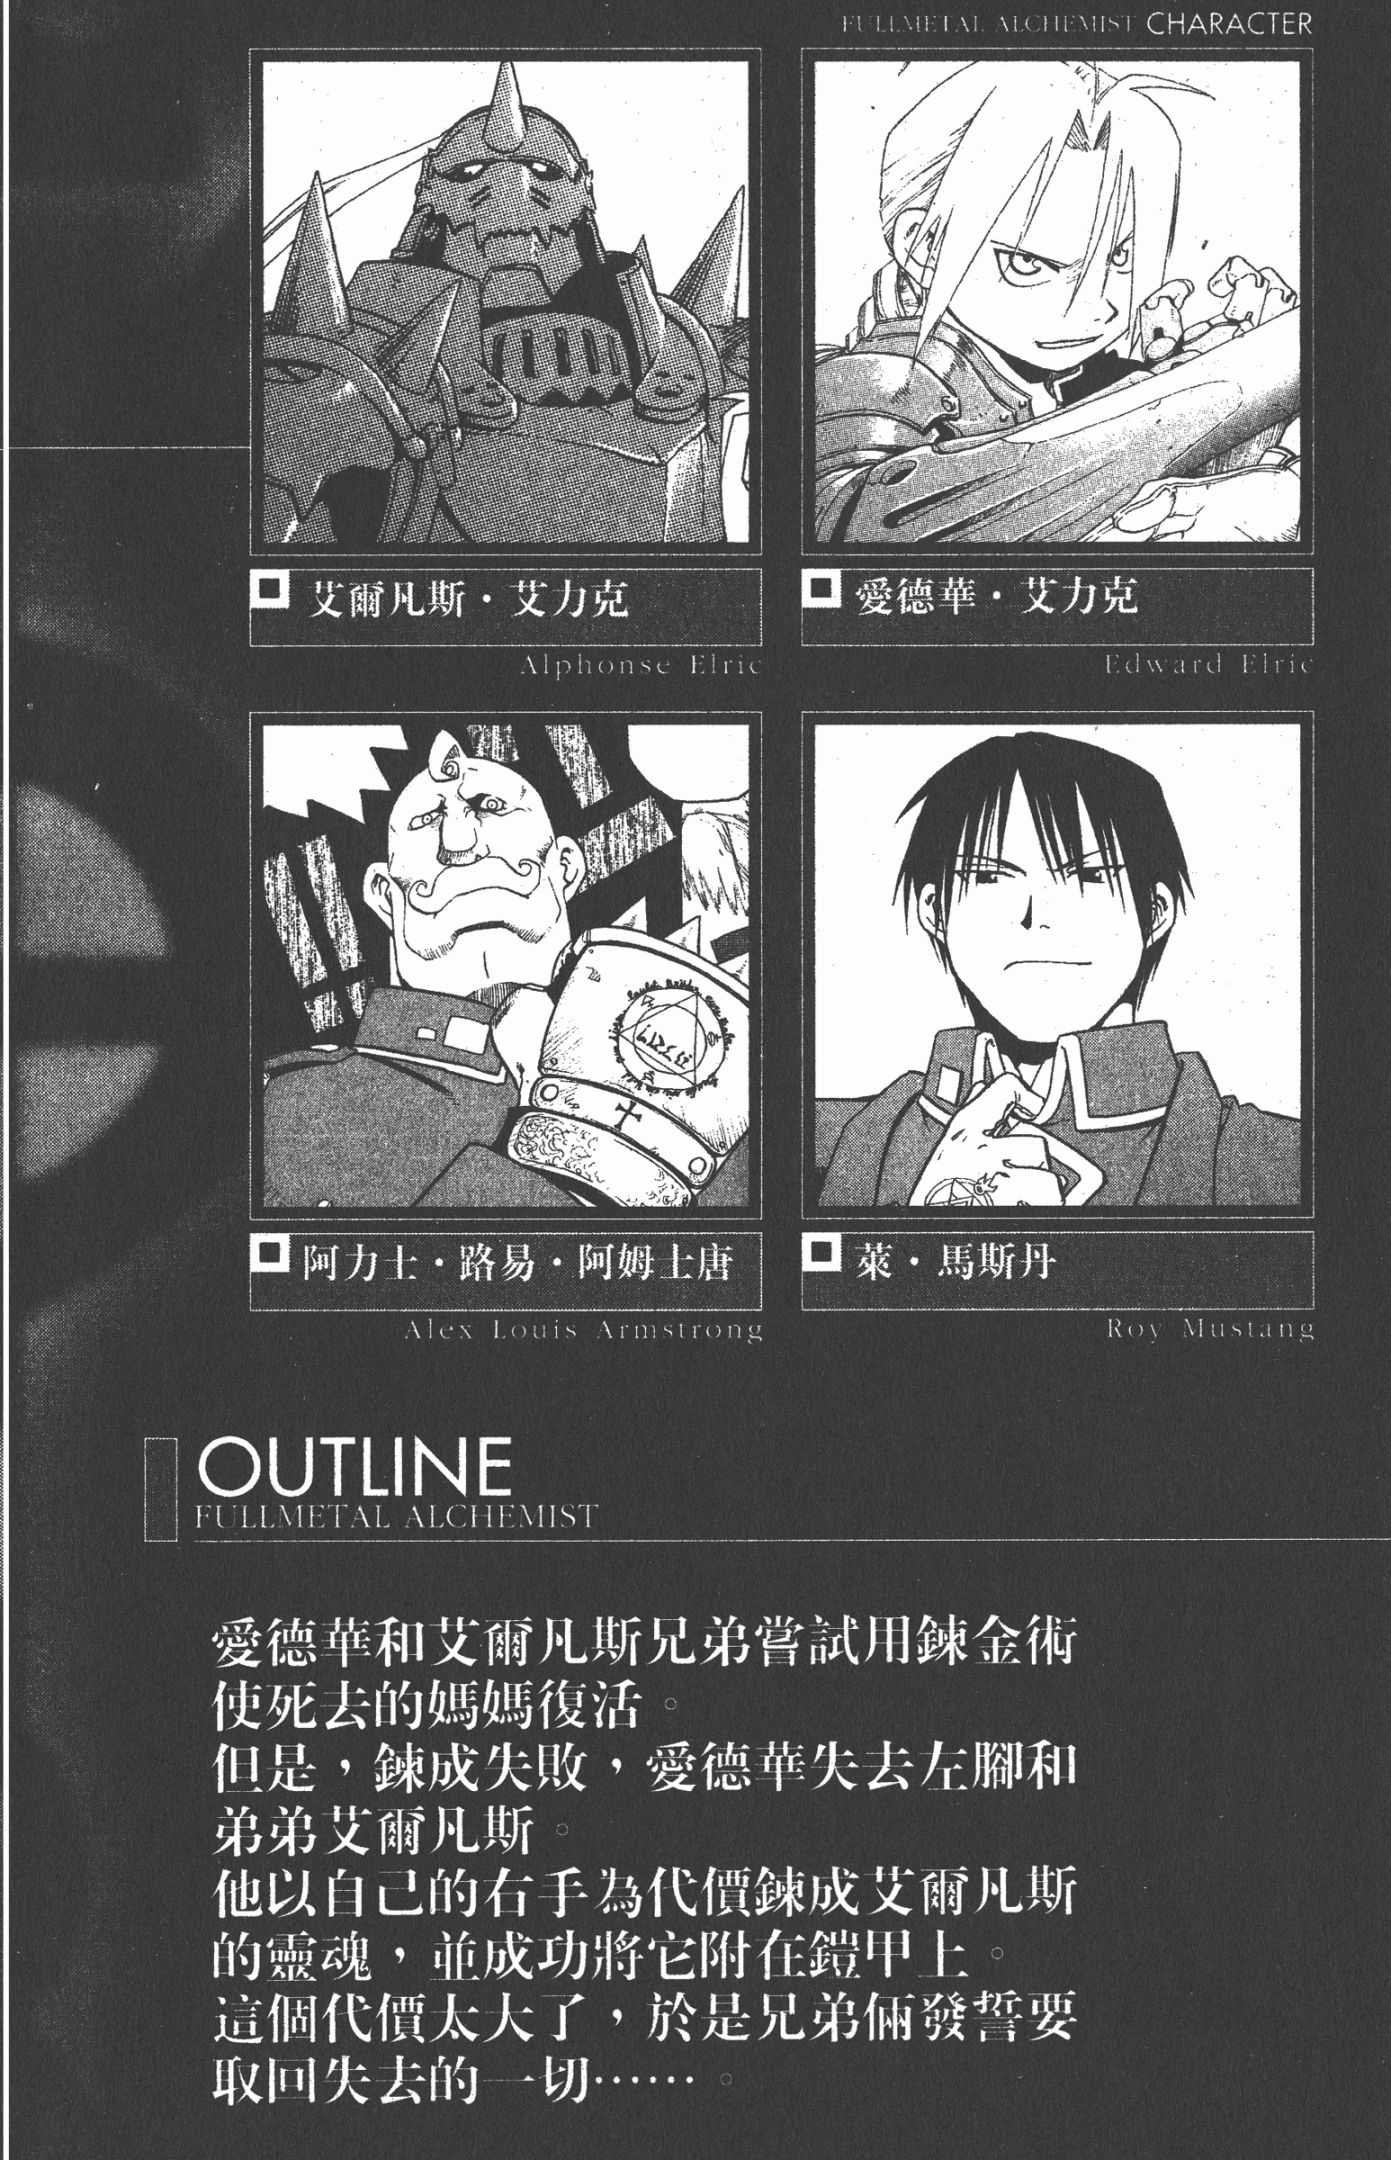 FULLMETAL ALCHEMIST CHARACTER
艾爾凡斯・艾力克
Alphonse Elric
愛德華・艾力克
Edward Elric
阿力士・路易・阿姆士唐
Alex Louis Armstrong
萊・馬斯丹
Roy Mustang
OUTLINE
FULLMETAL ALCHEMIST
愛德華和艾爾凡斯兄弟嘗試用鍊金術
使死去的媽媽復活。
但是，鍊成失敗，愛德華失去左腳和
弟弟艾爾凡斯。
他以自己的右手為代價鍊成艾爾凡斯
的靈魂，並成功將它附在鎧甲上。
這個代價太大了，於是兄弟倆發誓要
取回失去的一切……。